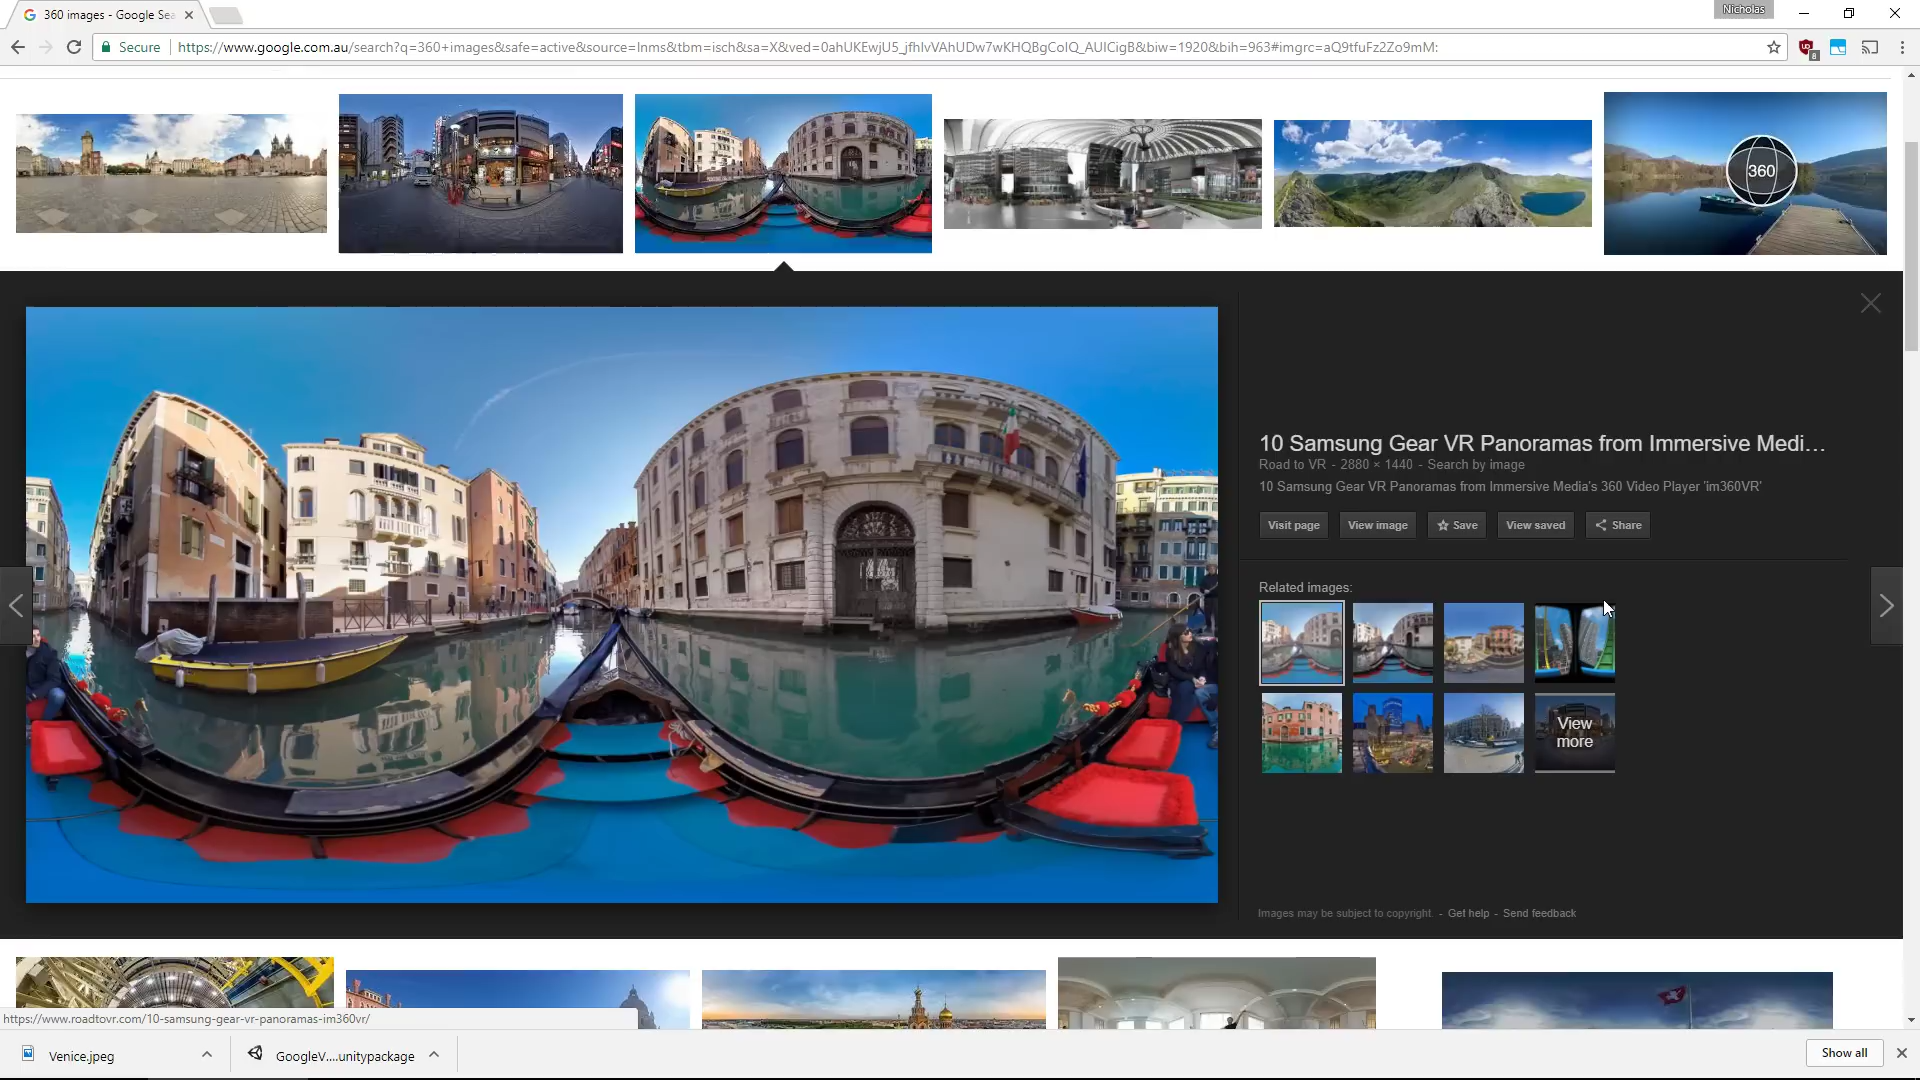 360 images - Google Sea
Nicholas
Secure
https://www.google.com.au/search?q=360+images&safe=active&source=lnms&tbm=isch&sa=X&ved=0ahUKEwjU5_jfhIvVAhUDw7wKHQBgColQ_AUICigB&biw=1920&bih=963#imgrc=aQ9tfuFz2Zo9mM:
8
360
10 Samsung Gear VR Panoramas from Immersive Medi...
Road to VR - 2880 × 1440 - Search by image
10 Samsung Gear VR Panoramas from Immersive Media's 360 Video Player 'im360VR'
Visit page
View image
Save
View saved
Share
Related images:
View
more
Images may be subject to copyright. - Get help - Send feedback
https://www.roadtovr.com/10-samsung-gear-vr-panoramas-im360vr/
Venice.jpeg
GoogleV....unitypackage
Show all